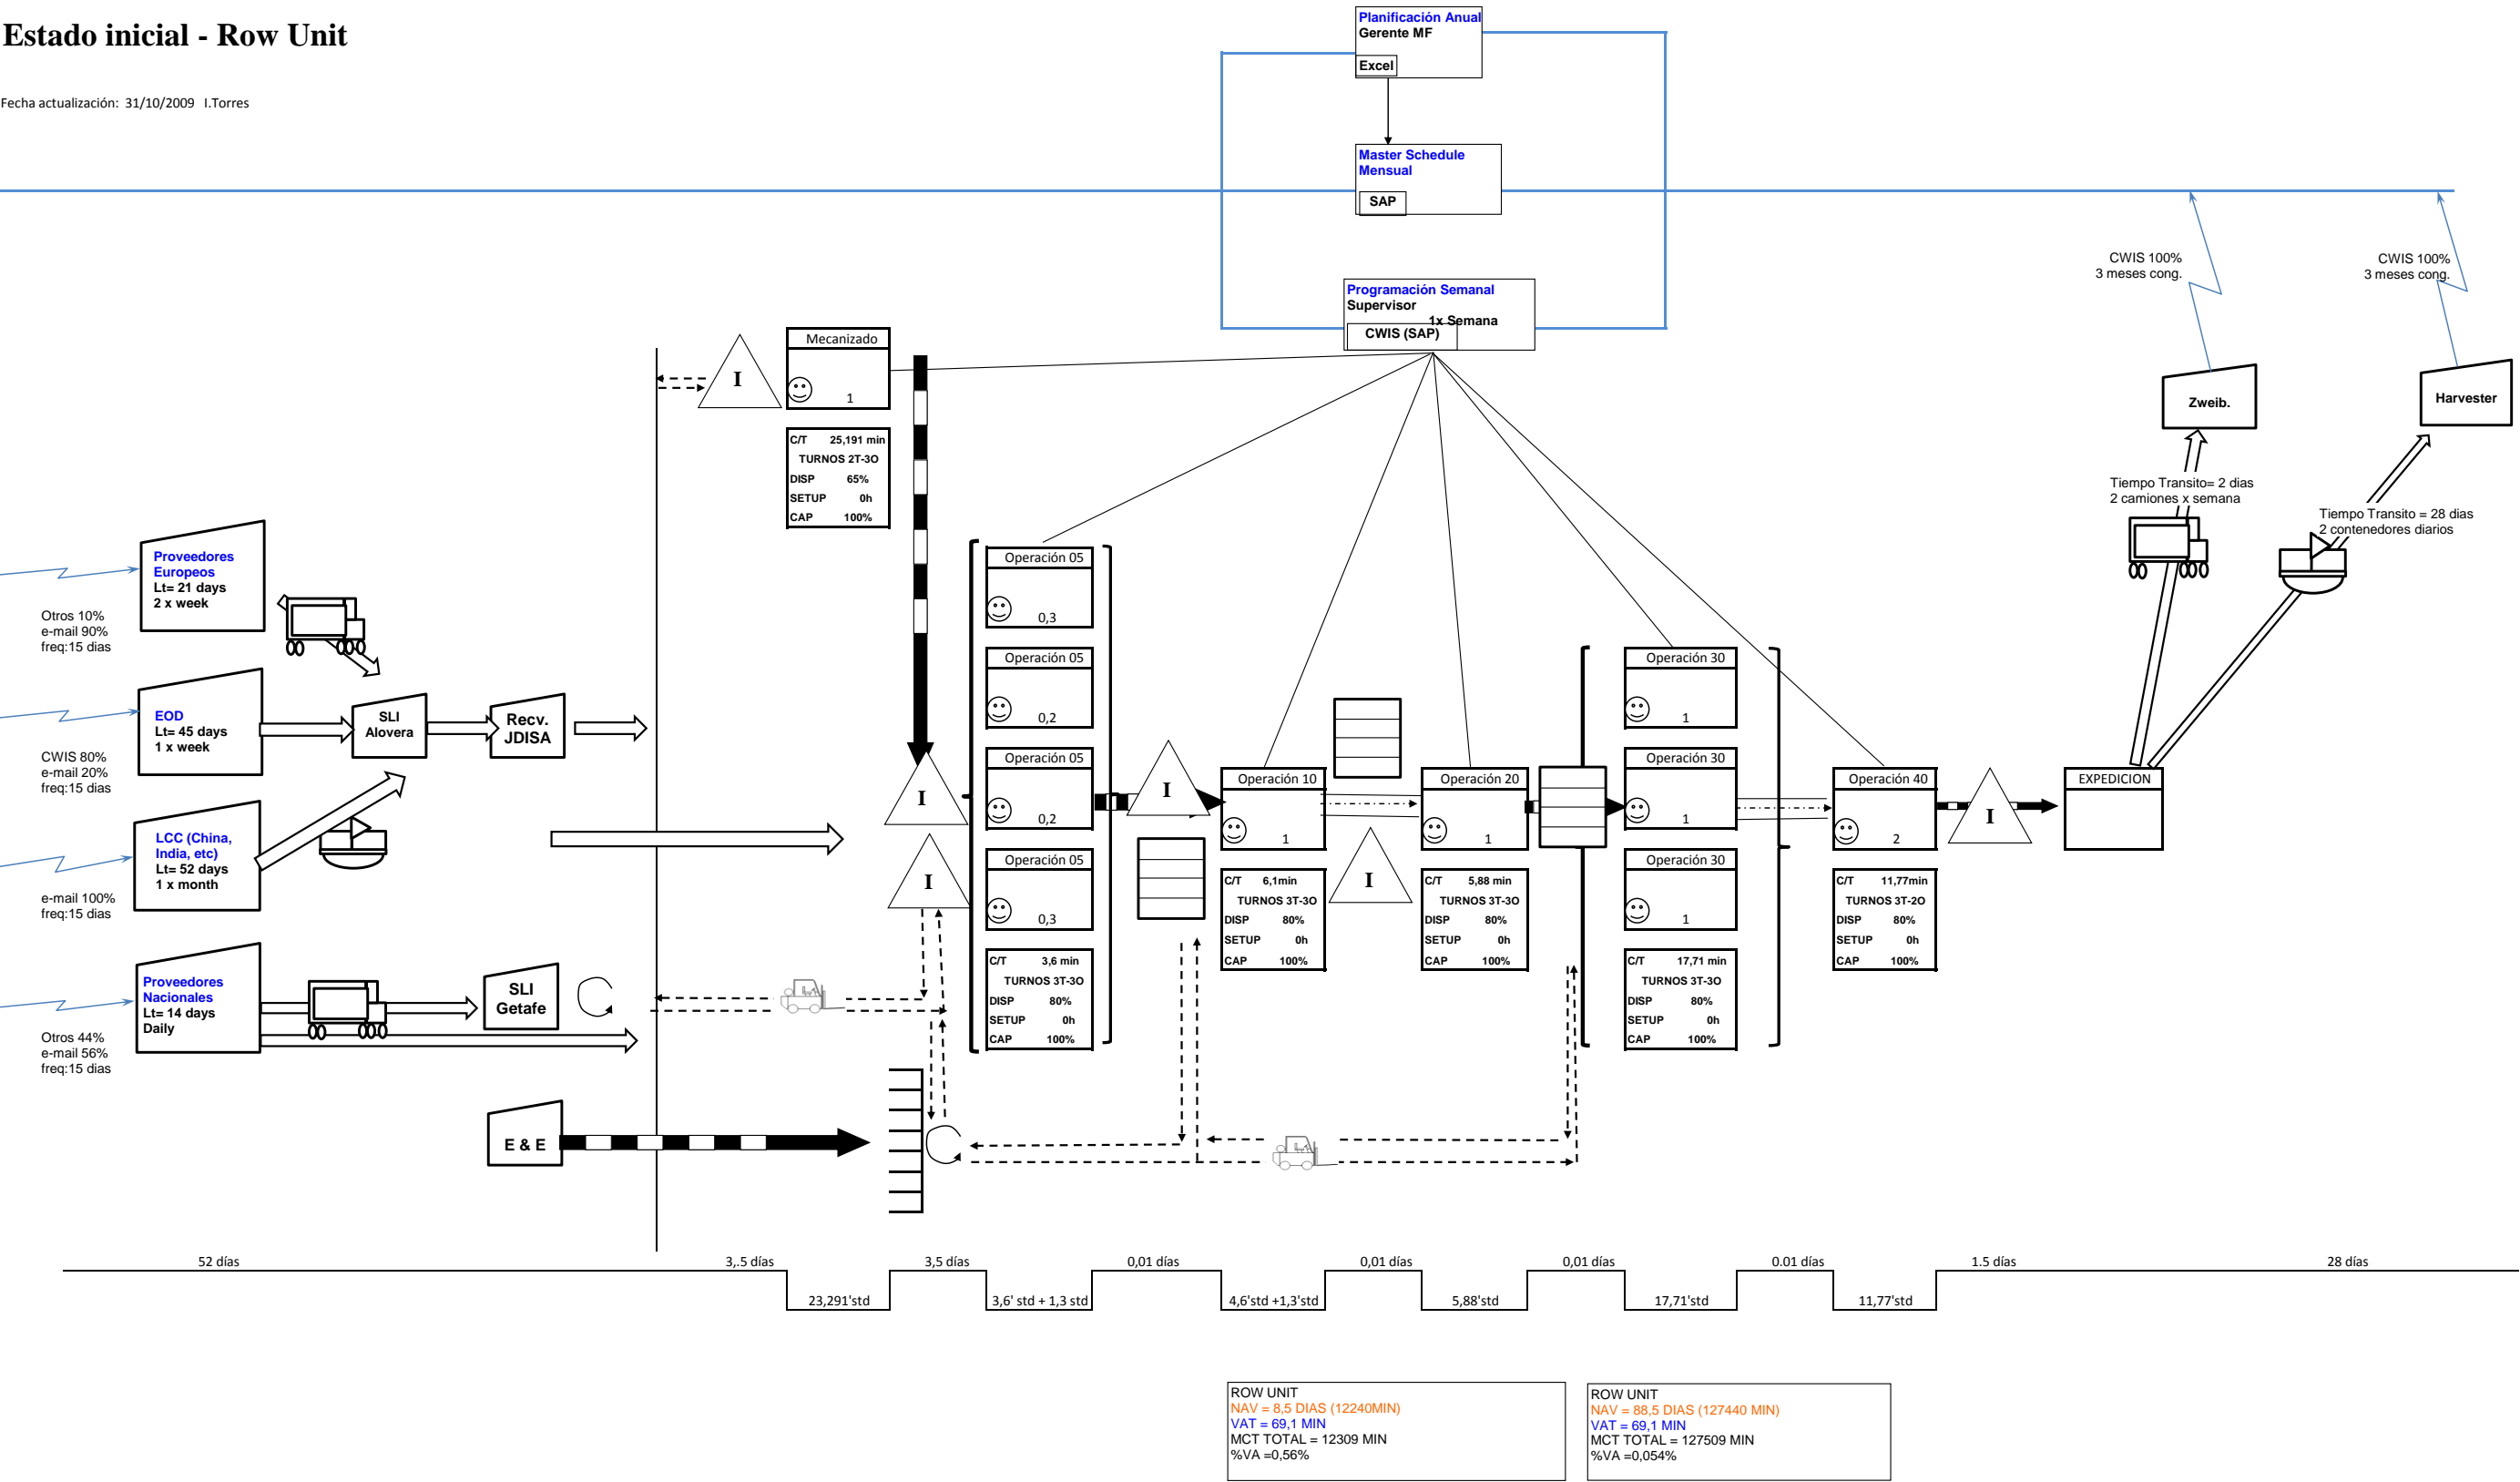 Estado inicial - Row Unit
Fecha actualización: 31/10/2009 I.Torres
Planificación Anual
Gerente MF
Excel
Master Schedule
Mensual
SAP
Programación Semanal
Supervisor
1x Semana
CWIS (SAP)
CWIS 100%
3 meses cong.
CWIS 100%
3 meses cong.
Zweib.
Harvester
Tiempo Transito= 2 dias
2 camiones x semana
Tiempo Transito = 28 dias
2 contenedores diarios
I
Mecanizado
1
C/T 25,191 min
TURNOS 2T-3O
DISP 65%
SETUP 0h
CAP 100%
Proveedores
Europeos
Lt= 21 days
2 x week
Otros 10%
e-mail 90%
freq:15 dias
EOD
Lt= 45 days
1 x week
CWIS 80%
e-mail 20%
freq:15 dias
SLI
Alovera
Recv.
JDISA
LCC (China,
India, etc)
Lt= 52 days
1 x month
e-mail 100%
freq:15 dias
Proveedores
Nacionales
Lt= 14 days
Daily
Otros 44%
e-mail 56%
freq:15 dias
SLI
Getafe
E & E
I
I
Operación 05
0,3
Operación 05
0,2
Operación 05
0,2
Operación 05
0,3
C/T 3,6 min
TURNOS 3T-3O
DISP 80%
SETUP 0h
CAP 100%
I
Operación 10
1
C/T 6,1min
TURNOS 3T-3O
DISP 80%
SETUP 0h
CAP 100%
I
Operación 20
1
C/T 5,88 min
TURNOS 3T-3O
DISP 80%
SETUP 0h
CAP 100%
Operación 30
1
Operación 30
1
Operación 30
1
C/T 17,71 min
TURNOS 3T-3O
DISP 80%
SETUP 0h
CAP 100%
Operación 40
2
C/T 11,77min
TURNOS 3T-2O
DISP 80%
SETUP 0h
CAP 100%
I
EXPEDICION
52 días 3,.5 días 3,5 días 0,01 días 0,01 días 0,01 días 0.01 días 1.5 días 28 días
23,291'std 3,6' std + 1,3 std 4,6'std +1,3'std 5,88'std 17,71'std 11,77'std
ROW UNIT
NAV = 8,5 DIAS (12240MIN)
VAT = 69,1 MIN
MCT TOTAL = 12309 MIN
%VA =0,56%
ROW UNIT
NAV = 88,5 DIAS (127440 MIN)
VAT = 69,1 MIN
MCT TOTAL = 127509 MIN
%VA =0,054%